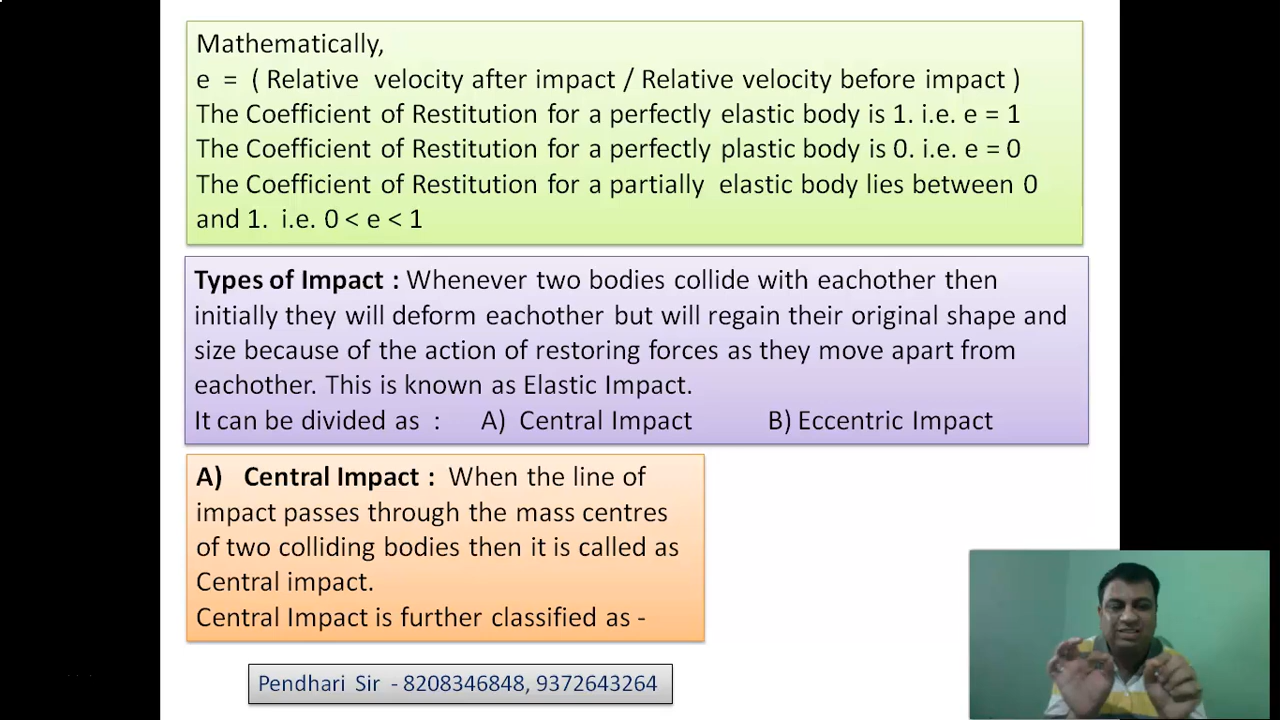 Mathematically,
e = ( Relative velocity after impact / Relative velocity before impact )
The Coefficient of Restitution for a perfectly elastic body is 1. i.e. e = 1
The Coefficient of Restitution for a perfectly plastic body is 0. i.e. e = 0
The Coefficient of Restitution for a partially elastic body lies between 0
and 1. i.e. 0 < e < 1
Types of Impact : Whenever two bodies collide with eachother then
initially they will deform eachother but will regain their original shape and
size because of the action of restoring forces as they move apart from
eachother. This is known as Elastic Impact.
It can be divided as : A) Central Impact B) Eccentric Impact
A) Central Impact : When the line of
impact passes through the mass centres
of two colliding bodies then it is called as
Central impact.
Central Impact is further classified as -
Pendhari Sir - 8208346848, 9372643264